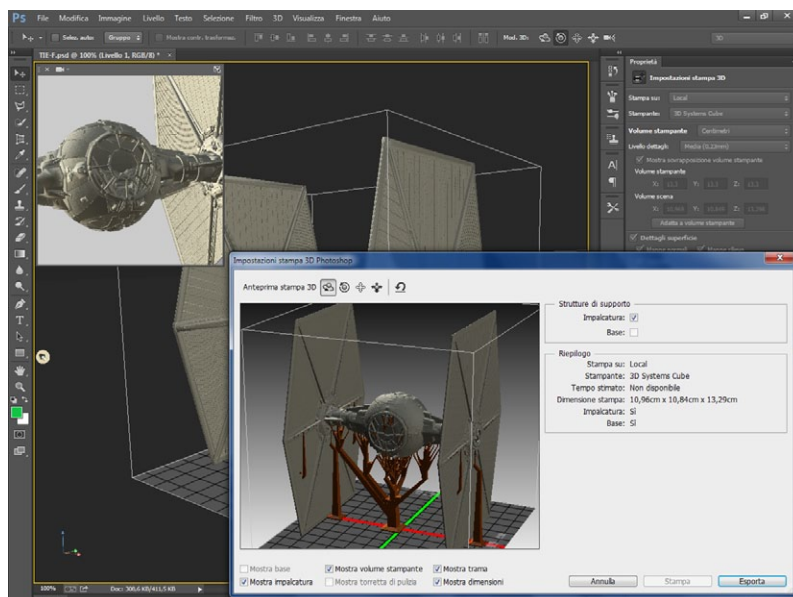 Ps File Modifica Immagine Livello Testo Selezione Filtro 3D Visualizza Finestra Aiuto
Selez. auto: Gruppo Mostra contr. trasformaz. Mod. 3D: 3D
TIE-F.psd @ 100% (Livello 1, RGB/8) * ×
Proprietà
Impostazioni stampa 3D
Stampa su: Local
Stampante: 3D Systems Cube
Volume stampante Centimetri
Livello dettagli: Media (0,22mm)
Mostra sovrapposizione volume stampante
Volume stampante
X: Y: Z:
Volume scena
X: Y: Z:
Adatta a volume stampante
Dettagli superficie
Impostazioni stampa 3D Photoshop
Anteprima stampa 3D
Strutture di supporto
Impalcatura:
Base:
Riepilogo
Stampa su: Local
Stampante: 3D Systems Cube
Tempo stimato: Non disponibile
Dimensione stampa: 10,96cm x 10,84cm x 13,29cm
Impalcatura: Sì
Base: Sì
Mostra base Mostra volume stampante Mostra trama
Mostra impalcatura Mostra torretta di pulizia Mostra dimensioni
Annulla Stampa Esporta
100% Doc: 308,6 KB/411,5 KB